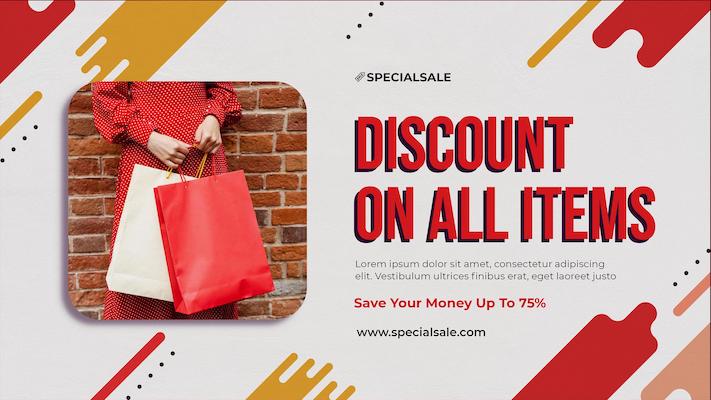 SPECIALSALE
DISCOUNT
ON ALL ITEMS
Lorem ipsum dolor sit amet, consectetur adipiscing
elit. Vestibulum ultrices finibus erat, eget laoreet justo
Save Your Money Up To 75%
www.specialsale.com